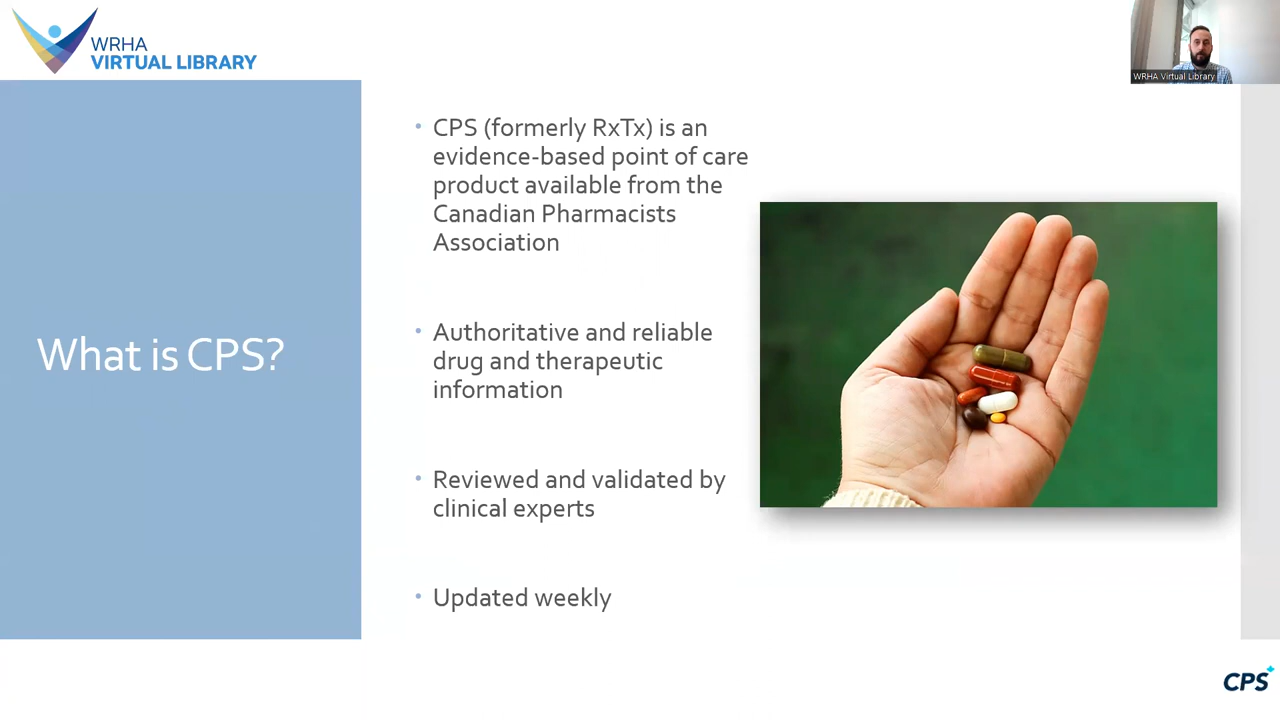 WRHA
VIRTUAL LIBRARY
WRHA Virtual Library
What is CPS?
• CPS (formerly RxTx) is an
evidence-based point of care
product available from the
Canadian Pharmacists
Association
• Authoritative and reliable
drug and therapeutic
information
• Reviewed and validated by
clinical experts
• Updated weekly
CPS